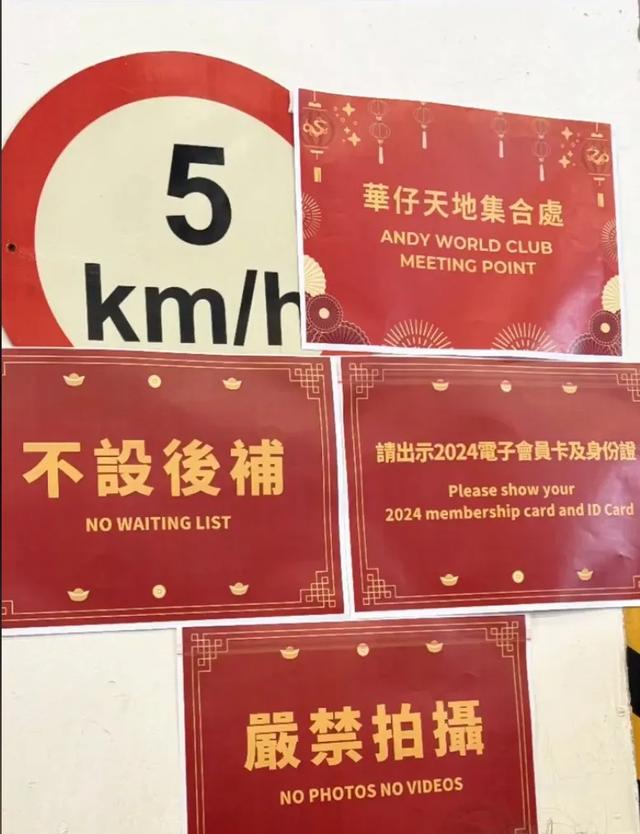 5
km/h
華仔天地集合處
ANDY WORLD CLUB
MEETING POINT
不設後補
NO WAITING LIST
請出示2024電子會員卡及身份證
Please show your
2024 membership card and ID Card
嚴禁拍攝
NO PHOTOS NO VIDEOS